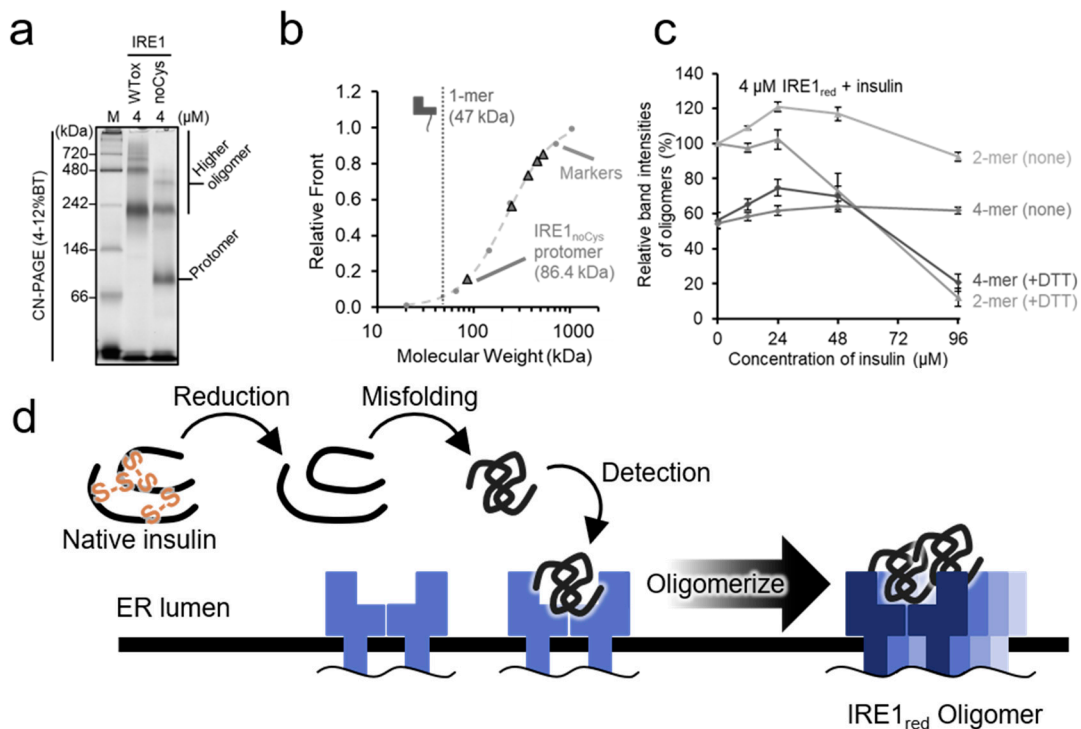 a
IRE1
WTox
noCys
M
4
4
(μM)
(kDa)
720
480
242
146
66
CN-PAGE (4-12%BT)
Higher
oligomer
Protomer
b
1-mer
(47 kDa)
Markers
IRE1noCys
protomer
(86.4 kDa)
Relative Front
1.2
1.0
0.8
0.6
0.4
0.2
0.0
10
100
1000
Molecular Weight (kDa)
c
4 μM IRE1red + insulin
Relative band intensities
of oligomers (%)
140
120
100
80
60
40
20
0
2-mer (none)
4-mer (none)
4-mer (+DTT)
2-mer (+DTT)
0
24
48
72
96
Concentration of insulin (μM)
d
Reduction
Misfolding
Detection
S-S
S-S
S-S
Native insulin
ER lumen
Oligomerize
IRE1red Oligomer